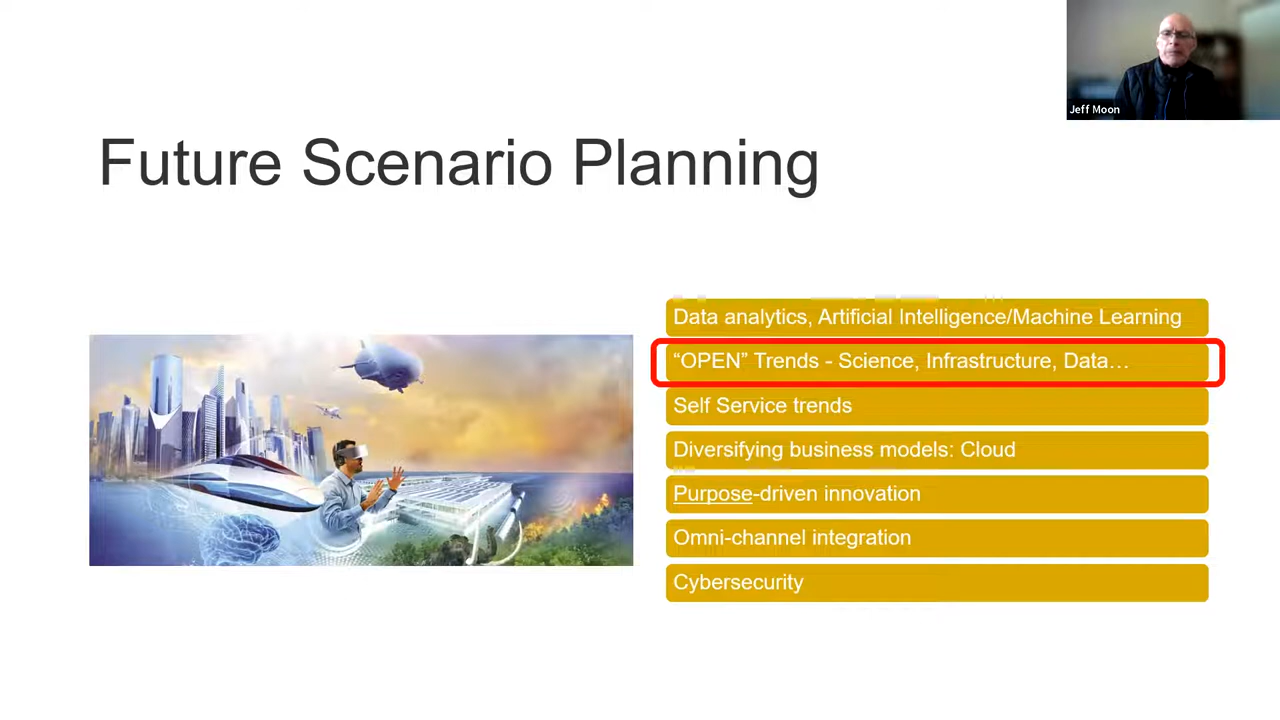 Jeff Moon
Future Scenario Planning
Data analytics, Artificial Intelligence/Machine Learning
“OPEN” Trends - Science, Infrastructure, Data…
Self Service trends
Diversifying business models: Cloud
Purpose-driven innovation
Omni-channel integration
Cybersecurity